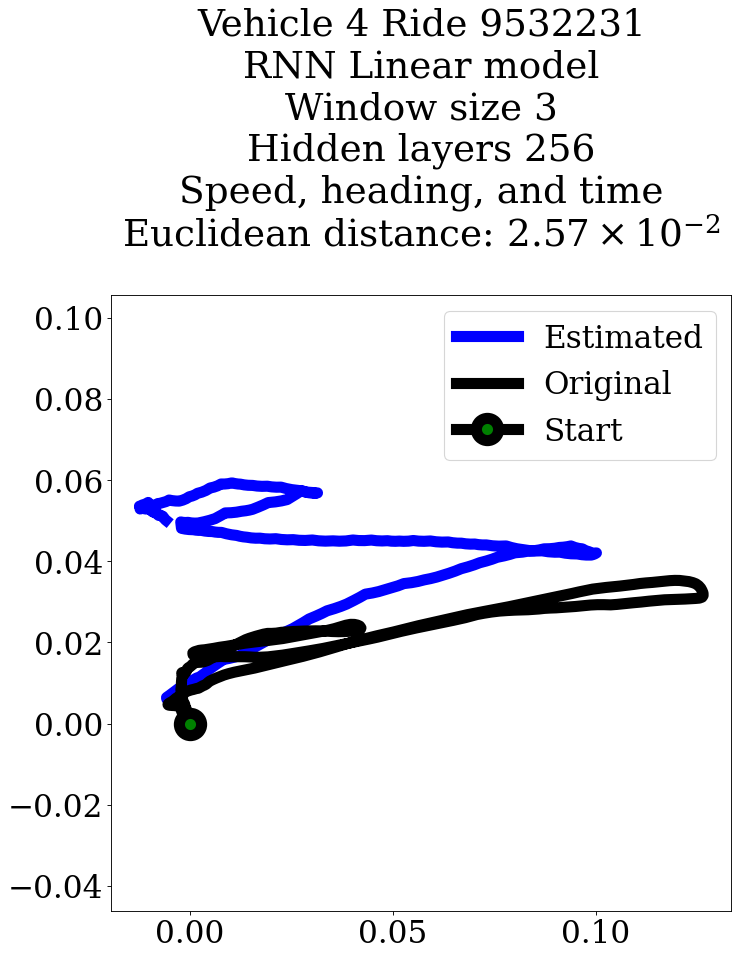 Vehicle 4 Ride 9532231
RNN Linear model
Window size 3
Hidden layers 256
Speed, heading, and time
Euclidean distance: 2.57 × 10⁻²
Estimated
Original
Start
0.10
0.08
0.06
0.04
0.02
0.00
−0.02
−0.04
0.00 0.05 0.10